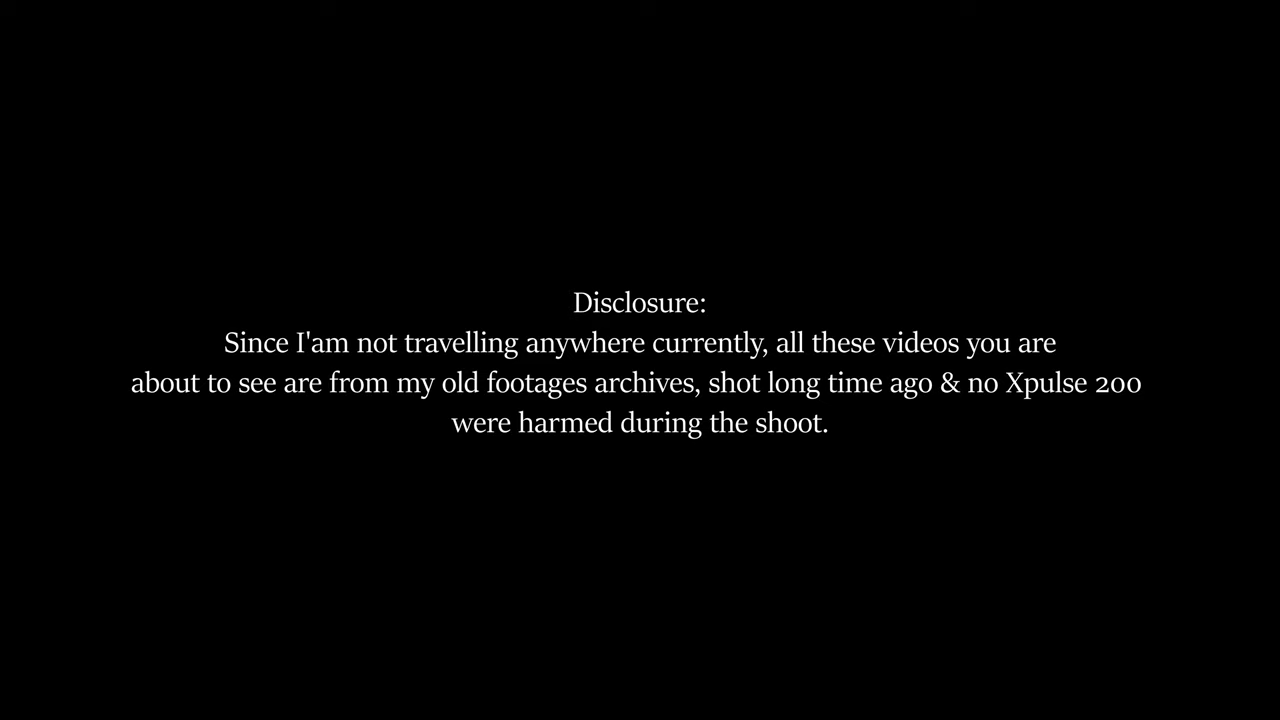 Disclosure:
Since I'am not travelling anywhere currently, all these videos you are
about to see are from my old footages archives, shot long time ago & no Xpulse 200
were harmed during the shoot.